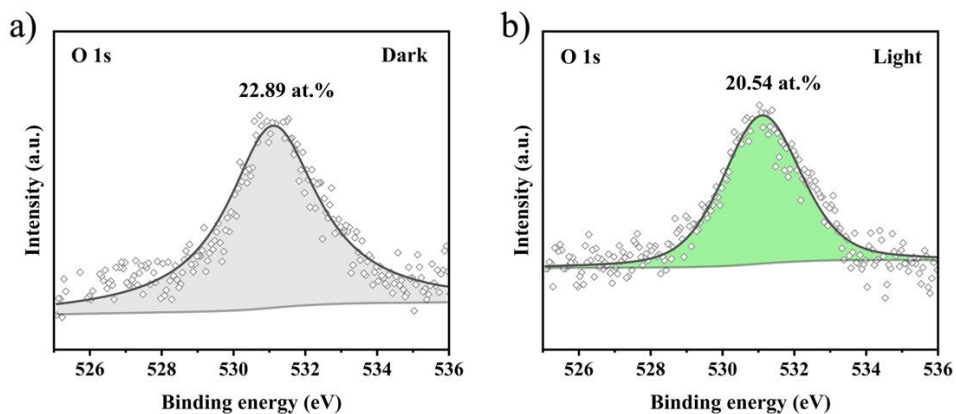 a)
O 1s
Dark
22.89 at.%
Intensity (a.u.)
526 528 530 532 534 536
Binding energy (eV)
b)
O 1s
Light
20.54 at.%
Intensity (a.u.)
526 528 530 532 534 536
Binding energy (eV)